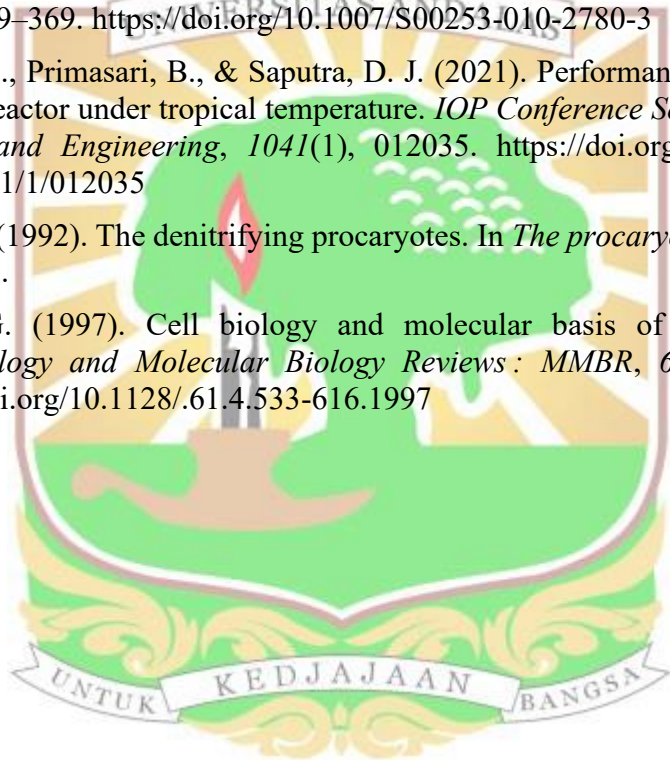 9–369. https://doi.org/10.1007/S00253-010-2780-3
UNIVERSITAS ANDALAS
., Primasari, B., & Saputra, D. J. (2021). Performan
eactor under tropical temperature. IOP Conference Se
and Engineering, 1041(1), 012035. https://doi.org
1/1/012035
(1992). The denitrifying procaryotes. In The procaryo
.
G. (1997). Cell biology and molecular basis of
logy and Molecular Biology Reviews : MMBR, 6
i.org/10.1128/.61.4.533-616.1997
UNTUK KEDJAJAAN BANGSA